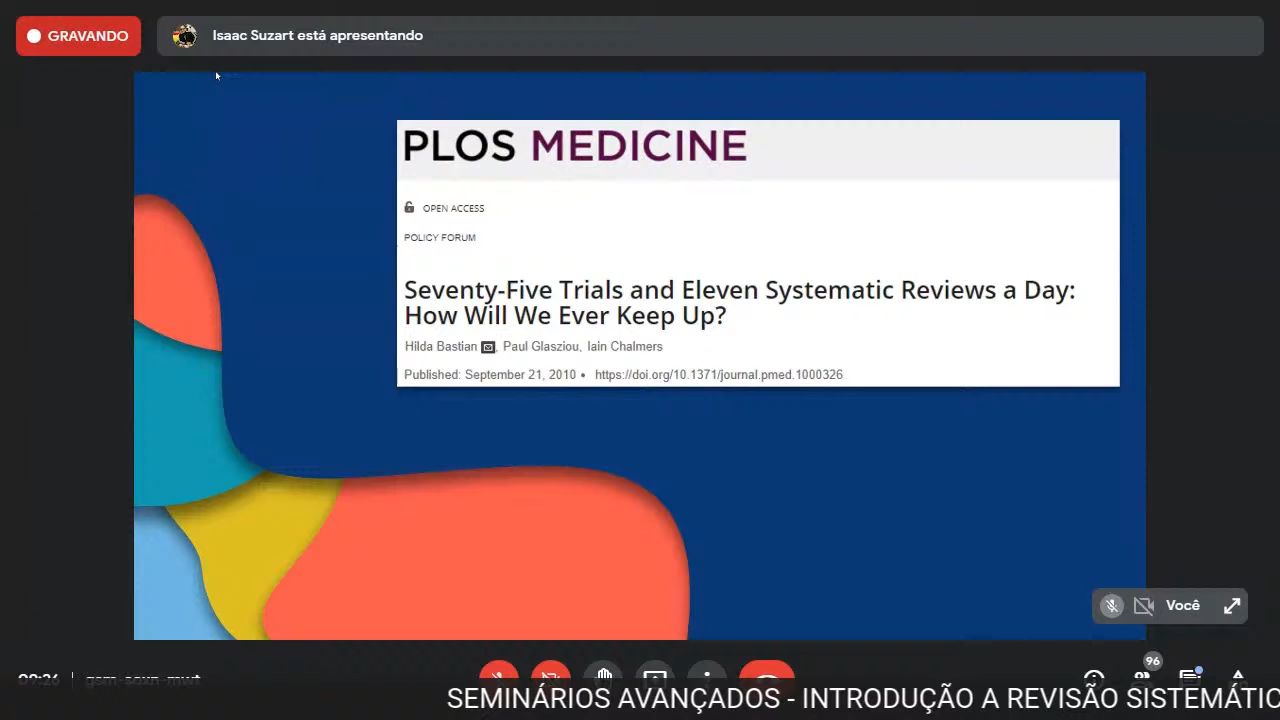 GRAVANDO
Isaac Suzart está apresentando
PLOS MEDICINE
OPEN ACCESS
POLICY FORUM
Seventy-Five Trials and Eleven Systematic Reviews a Day:
How Will We Ever Keep Up?
Hilda Bastian, Paul Glasziou, Iain Chalmers
Published: September 21, 2010 • https://doi.org/10.1371/journal.pmed.1000326
Você
96
SEMINÁRIOS AVANÇADOS - INTRODUÇÃO A REVISÃO SISTEMÁTIC